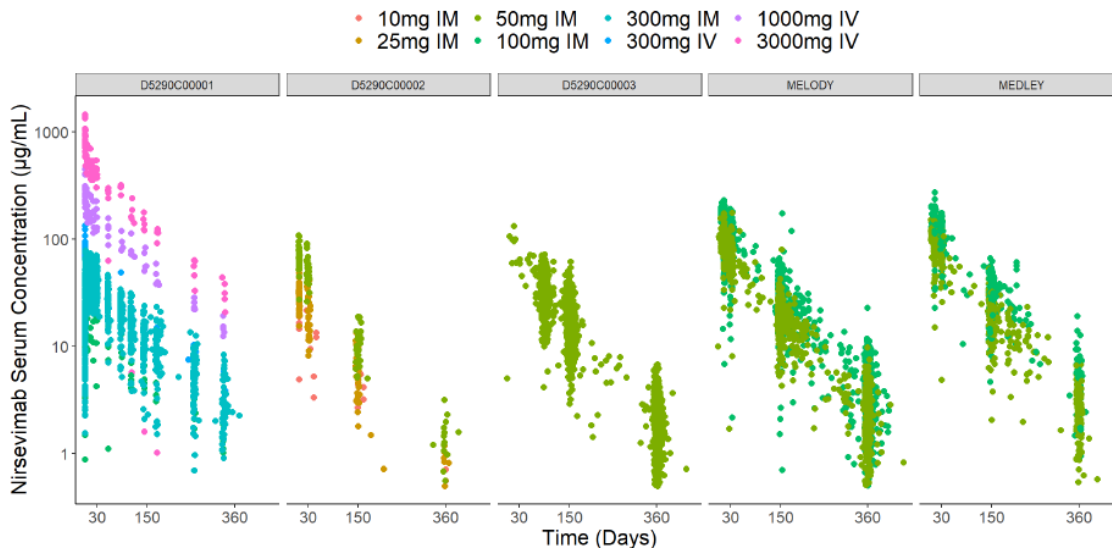 10mg IM 50mg IM 300mg IM 1000mg IV
25mg IM 100mg IM 300mg IV 3000mg IV
D5290C00001 D5290C00002 D5290C00003 MELODY MEDLEY
Nirsevimab Serum Concentration (µg/mL)
1000
100
10
1
30 150 360 30 150 360 30 150 360 30 150 360 30 150 360
Time (Days)